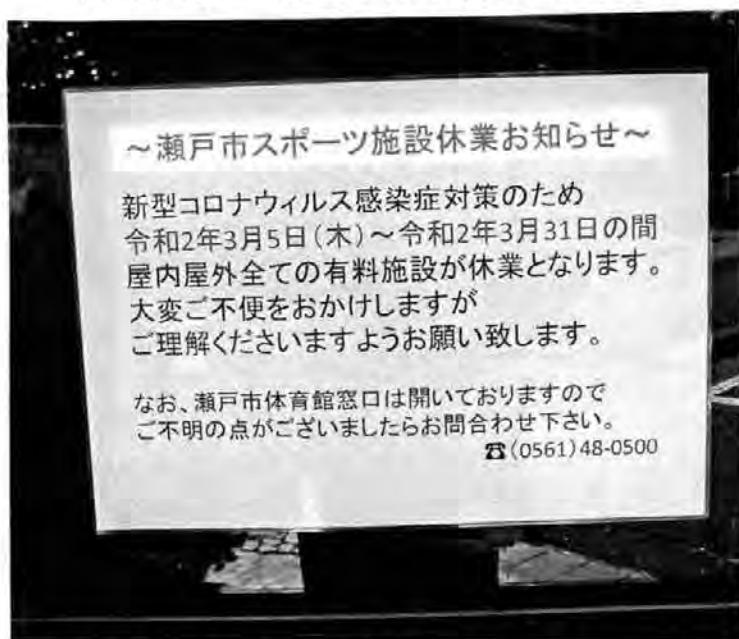 ～瀬戸市スポーツ施設休業お知らせ～
新型コロナウィルス感染症対策のため
令和2年3月5日(木)～令和2年3月31日の間
屋内屋外全ての有料施設が休業となります。
大変ご不便をおかけしますが
ご理解くださいますようお願い致します。
なお、瀬戸市体育館窓口は開いておりますので
ご不明の点がございましたらお問合わせ下さい。
☎(0561)48-0500